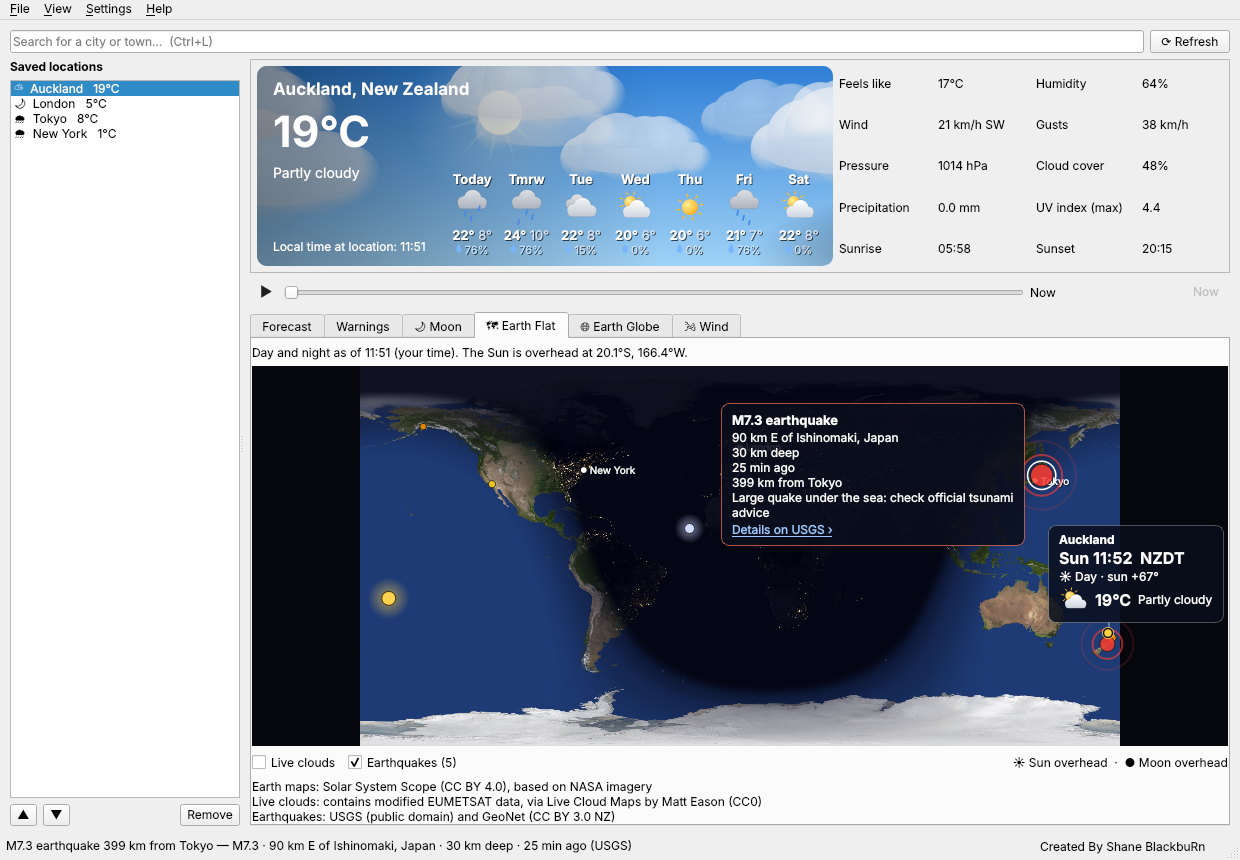 File View Settings Help
Search for a city or town... (Ctrl+L)
⟳ Refresh
Saved locations
Auckland 19°C
London 5°C
Tokyo 8°C
New York 1°C
Auckland, New Zealand
19°C
Partly cloudy
Local time at location: 11:51
Today Tmrw Tue Wed Thu Fri Sat
22° 8° 24° 10° 22° 8° 20° 6° 20° 6° 21° 7° 22° 8°
76% 76% 15% 0% 0% 76% 0%
Feels like 17°C Humidity 64%
Wind 21 km/h SW Gusts 38 km/h
Pressure 1014 hPa Cloud cover 48%
Precipitation 0.0 mm UV index (max) 4.4
Sunrise 05:58 Sunset 20:15
Now Now
Forecast Warnings Moon Earth Flat Earth Globe Wind
Day and night as of 11:51 (your time). The Sun is overhead at 20.1°S, 166.4°W.
New York
M7.3 earthquake
90 km E of Ishinomaki, Japan
30 km deep
25 min ago
399 km from Tokyo
Large quake under the sea: check official tsunami
advice
Details on USGS ›
Tokyo
Auckland
Sun 11:52 NZDT
☀ Day · sun +67°
19°C Partly cloudy
Live clouds Earthquakes (5)
☀ Sun overhead · ● Moon overhead
Earth maps: Solar System Scope (CC BY 4.0), based on NASA imagery
Live clouds: contains modified EUMETSAT data, via Live Cloud Maps by Matt Eason (CC0)
Earthquakes: USGS (public domain) and GeoNet (CC BY 3.0 NZ)
▲ ▼ Remove
M7.3 earthquake 399 km from Tokyo — M7.3 · 90 km E of Ishinomaki, Japan · 30 km deep · 25 min ago (USGS)
Created By Shane BlackbuRn